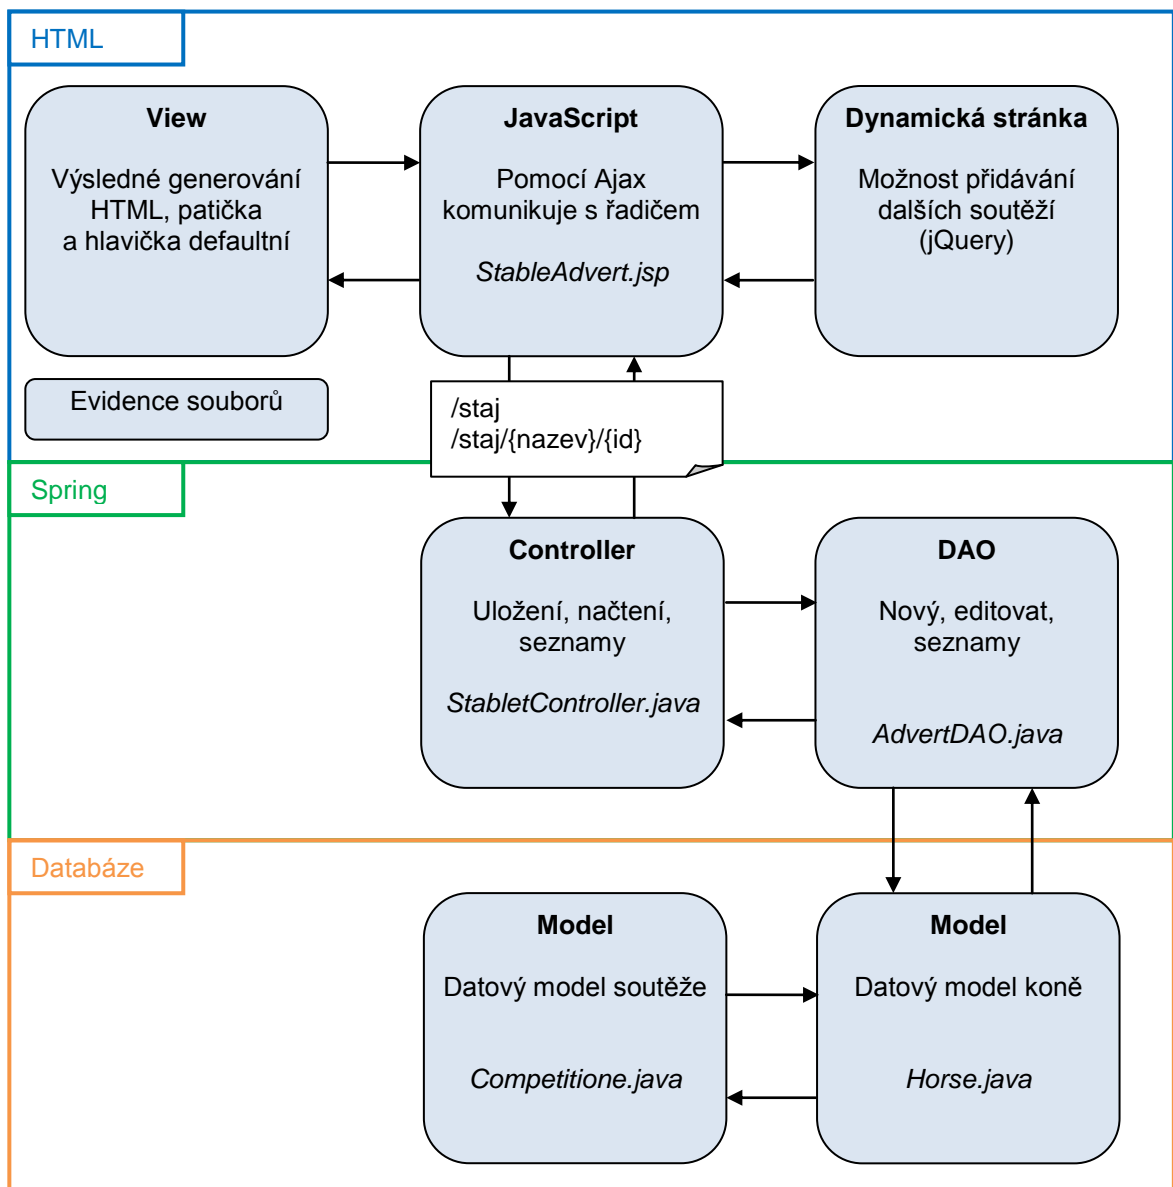 HTML
View
Výsledné generování
HTML, patička
a hlavička defaultní
JavaScript
Pomocí Ajax
komunikuje s řadičem
StableAdvert.jsp
Dynamická stránka
Možnost přidávání
dalších soutěží
(jQuery)
Evidence souborů
/staj
/staj/{nazev}/{id}
Spring
Controller
Uložení, načtení,
seznamy
StabletController.java
DAO
Nový, editovat,
seznamy
AdvertDAO.java
Databáze
Model
Datový model soutěže
Competitione.java
Model
Datový model koně
Horse.java